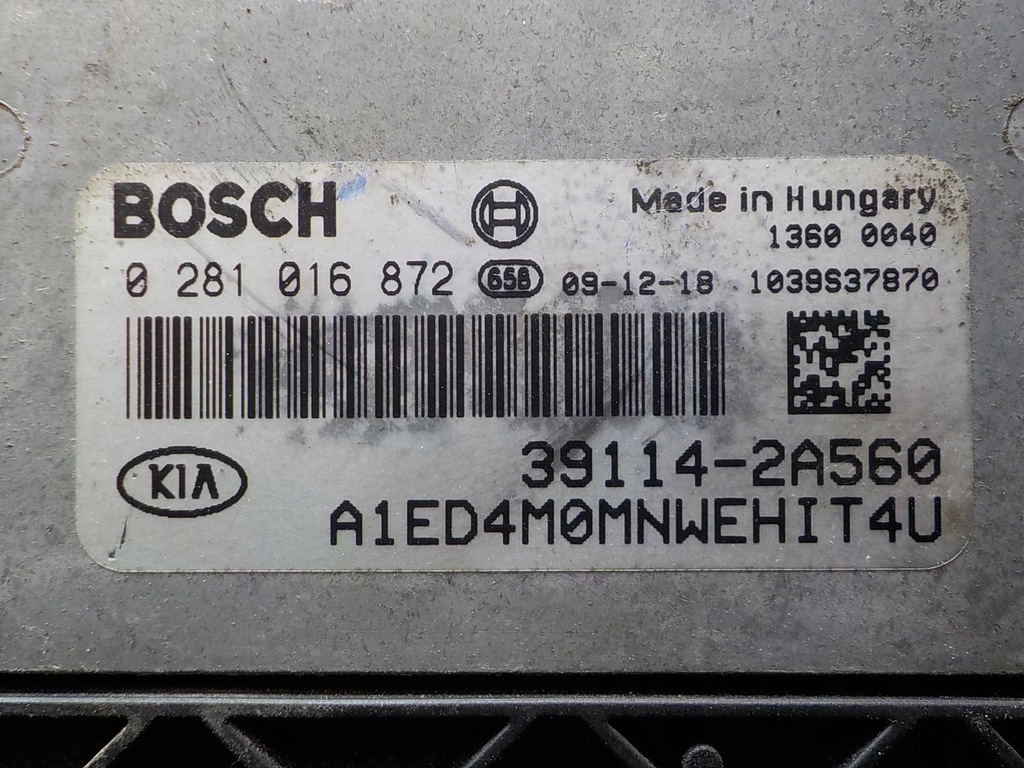 BOSCH
Made in Hungary
1360 0040
0 281 016 872 658 09-12-18 1039S37870
KIA
39114-2A560
A1ED4M0MNWEHIT4U